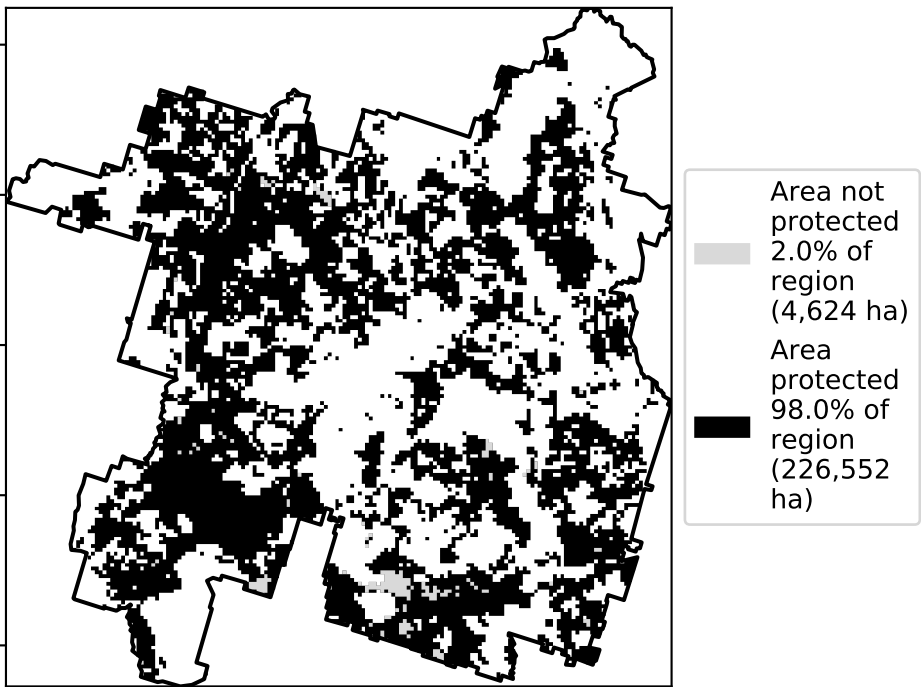 Area not
protected
2.0% of
region
(4,624 ha)
Area
protected
98.0% of
region
(226,552
ha)